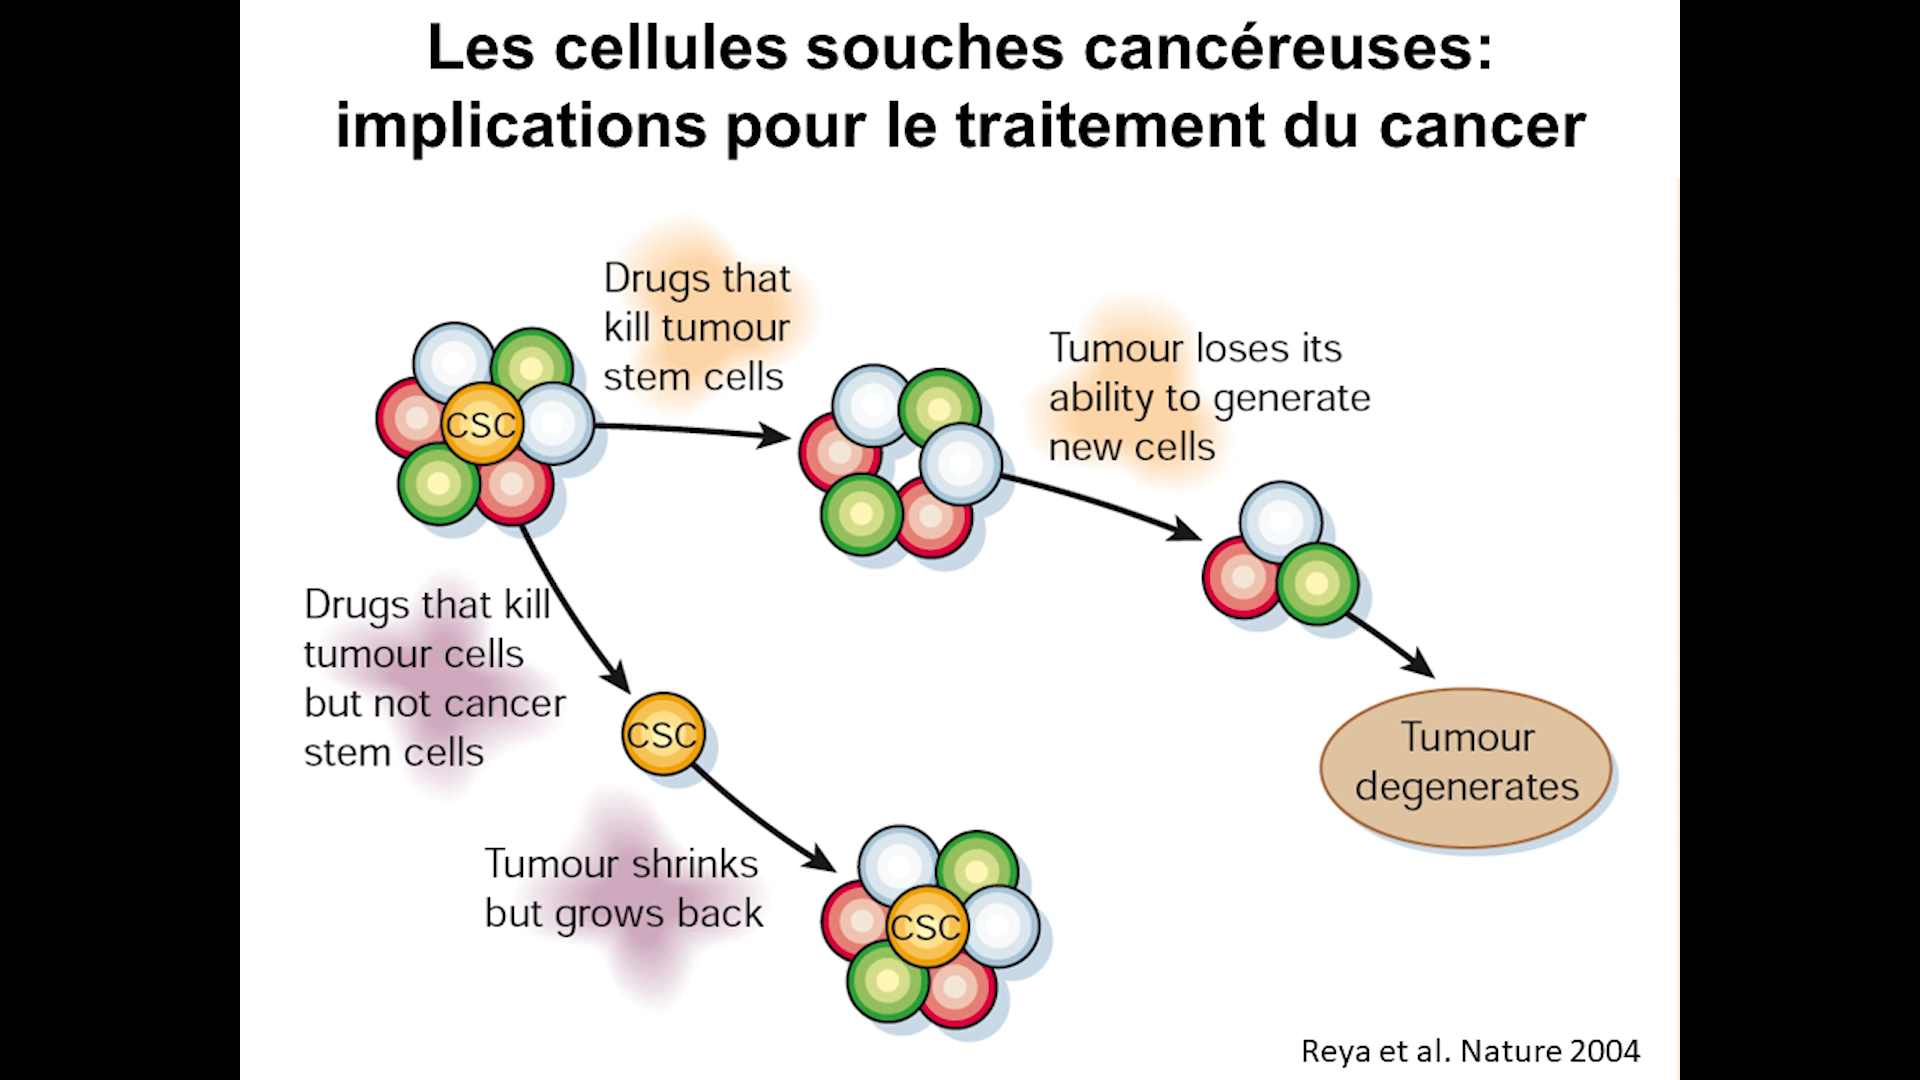 Les cellules souches cancéreuses:
implications pour le traitement du cancer
Drugs that
kill tumour
stem cells
Tumour loses its
ability to generate
new cells
CSC
Drugs that kill
tumour cells
but not cancer
stem cells
CSC
Tumour
degenerates
Tumour shrinks
but grows back
CSC
Reya et al. Nature 2004